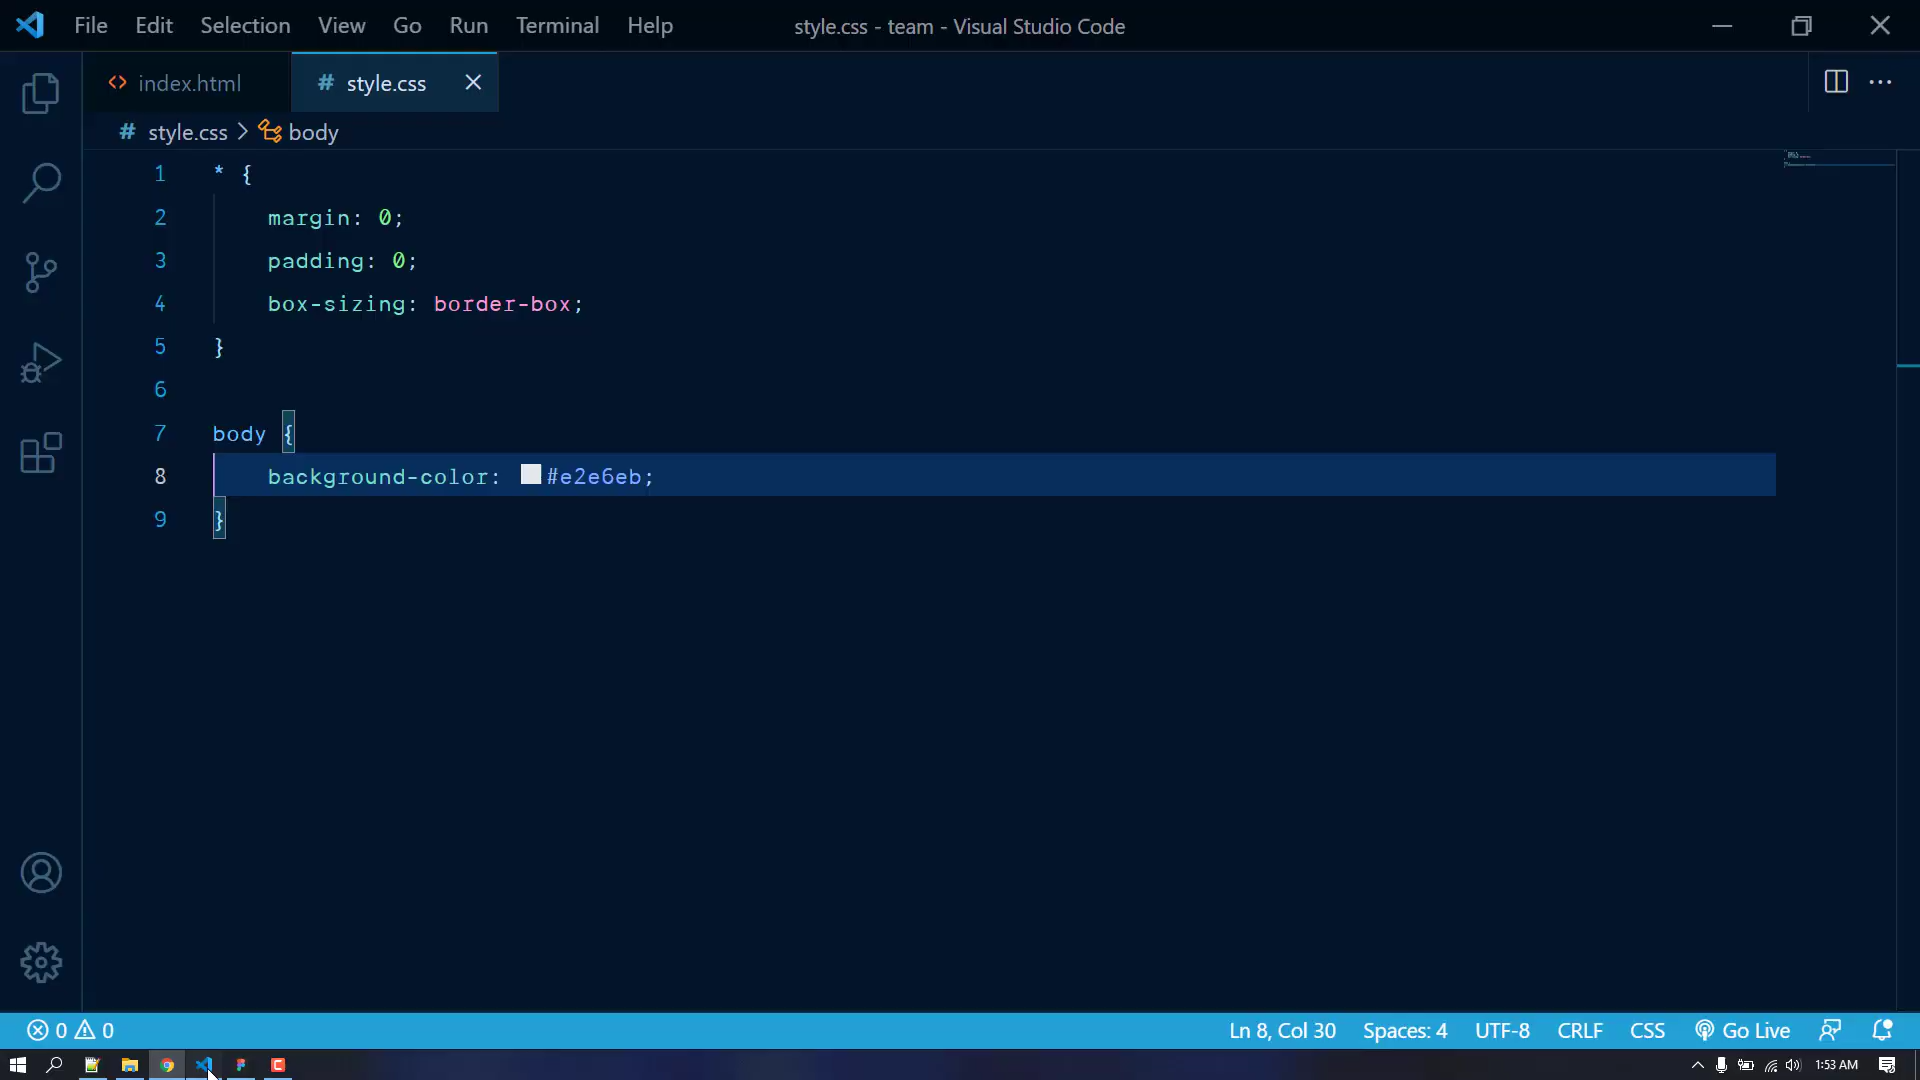 File Edit Selection View Go Run Terminal Help style.css - team - Visual Studio Code
index.html # style.css
# style.css > body
1 * {
2 margin: 0;
3 padding: 0;
4 box-sizing: border-box;
5 }
6
7 body {
8 background-color: #e2e6eb;
9 }
0 0 Ln 8, Col 30 Spaces: 4 UTF-8 CRLF CSS Go Live
1:53 AM